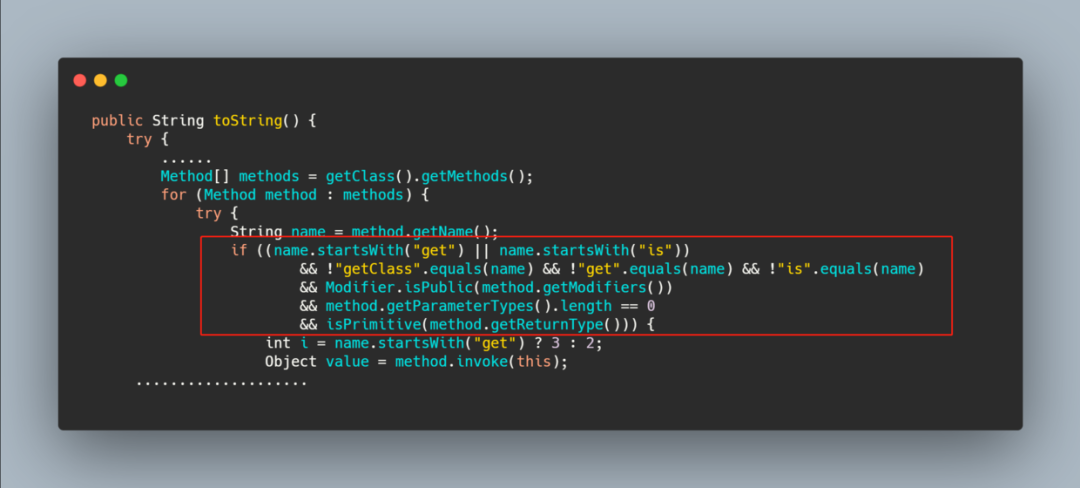 public String toString() {
try {
......
Method[] methods = getClass().getMethods();
for (Method method : methods) {
try {
String name = method.getName();
if ((name.startsWith("get") || name.startsWith("is"))
&& !"getClass".equals(name) && !"get".equals(name) && !"is".equals(name)
&& Modifier.isPublic(method.getModifiers())
&& method.getParameterTypes().length == 0
&& isPrimitive(method.getReturnType())) {
int i = name.startsWith("get") ? 3 : 2;
Object value = method.invoke(this);
....................